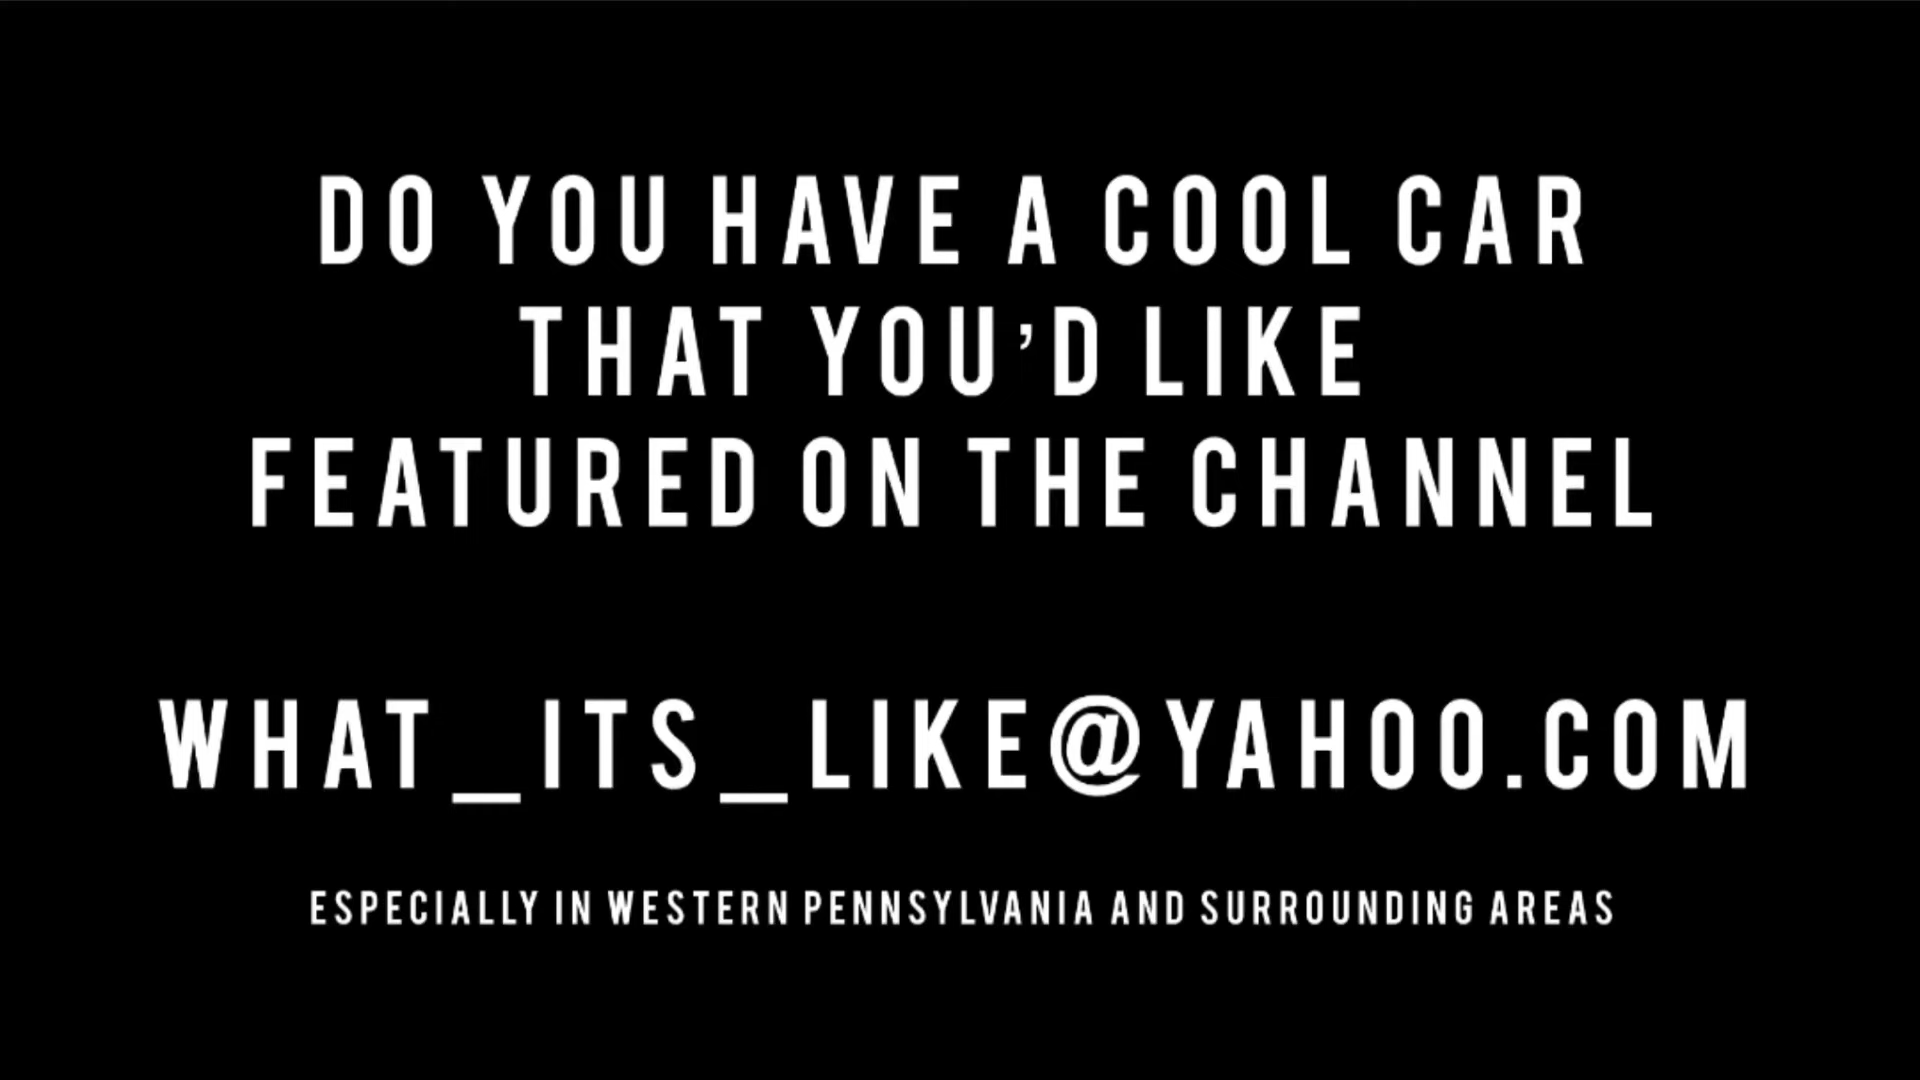 DO YOU HAVE A COOL CAR
THAT YOU'D LIKE
FEATURED ON THE CHANNEL
WHAT_ITS_LIKE@YAHOO.COM
ESPECIALLY IN WESTERN PENNSYLVANIA AND SURROUNDING AREAS